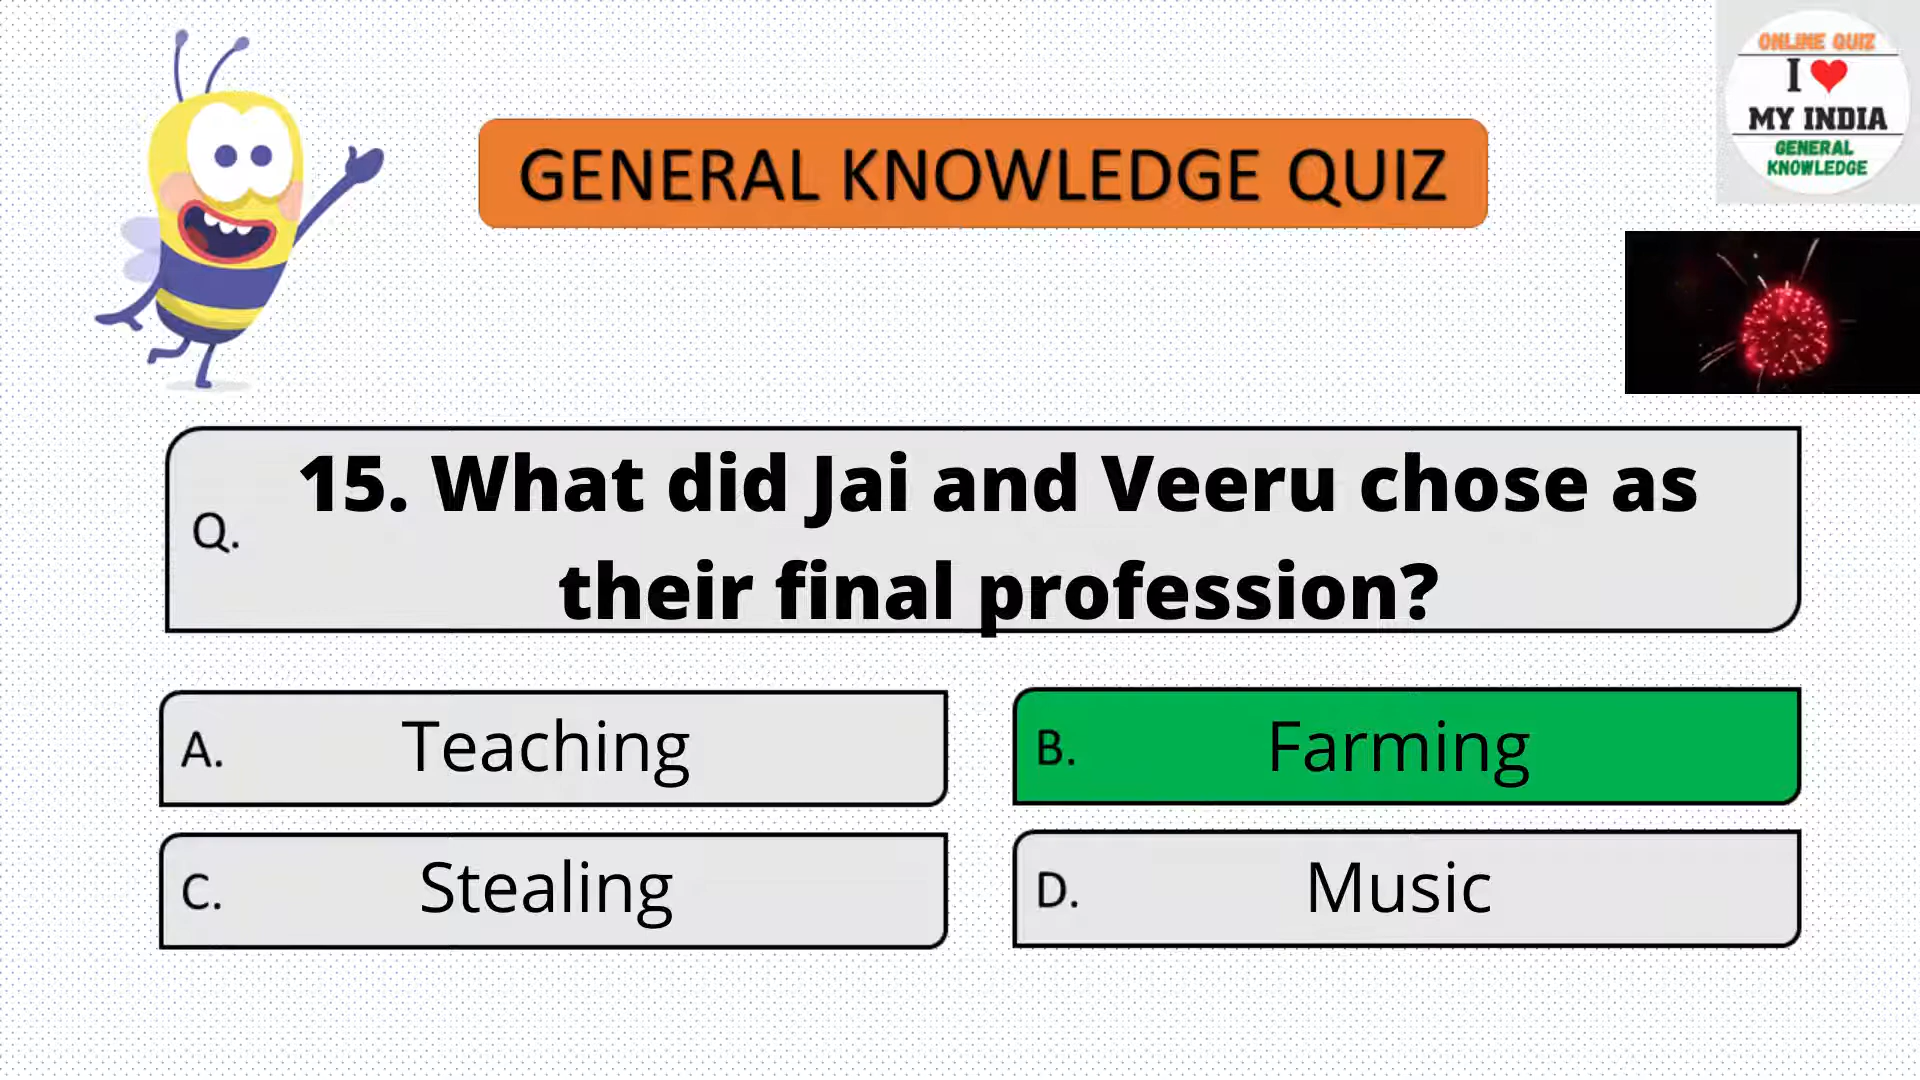 ONLINE QUIZ
I ❤
MY INDIA
GENERAL
KNOWLEDGE
GENERAL KNOWLEDGE QUIZ
Q. 15. What did Jai and Veeru chose as
their final profession?
A. Teaching
B. Farming
C. Stealing
D. Music